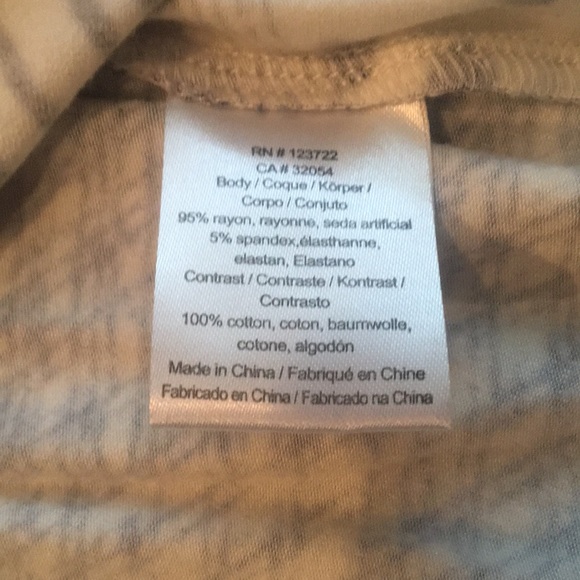 RN # 123722
CA # 32054
Body / Coque / Körper /
Corpo / Conjuto
95% rayon, rayonne, seda artificial
5% spandex,élasthanne,
elastan, Elastano
Contrast / Contraste / Kontrast /
Contrasto
100% cotton, coton, baumwolle,
cotone, algodón
Made in China / Fabriqué en Chine
Fabricado en China / Fabricado na China